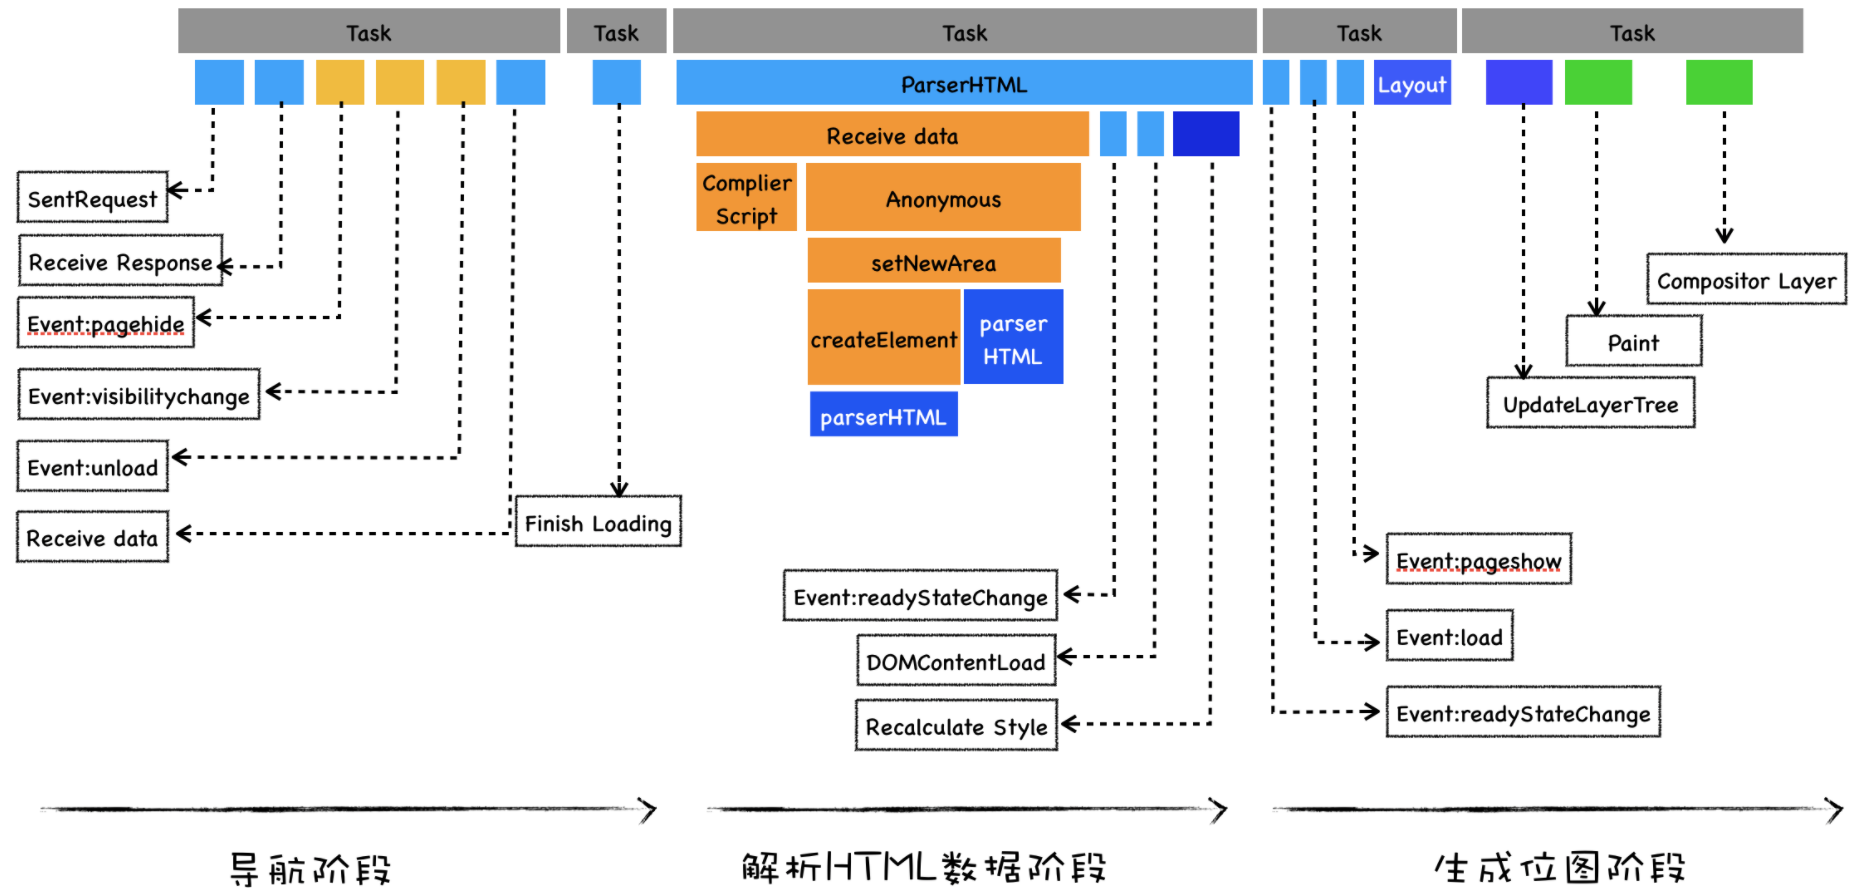 Task
Task
Task
Task
Task
ParserHTML
Layout
Receive data
Complier
Script
Anonymous
setNewArea
createElement
parser
HTML
parserHTML
SentRequest
Receive Response
Event:pagehide
Event:visibilitychange
Event:unload
Receive data
Finish Loading
Event:readyStateChange
DOMContentLoad
Recalculate Style
Compositor Layer
Paint
UpdateLayerTree
Event:pageshow
Event:load
Event:readyStateChange
导航阶段
解析HTML数据阶段
生成位图阶段